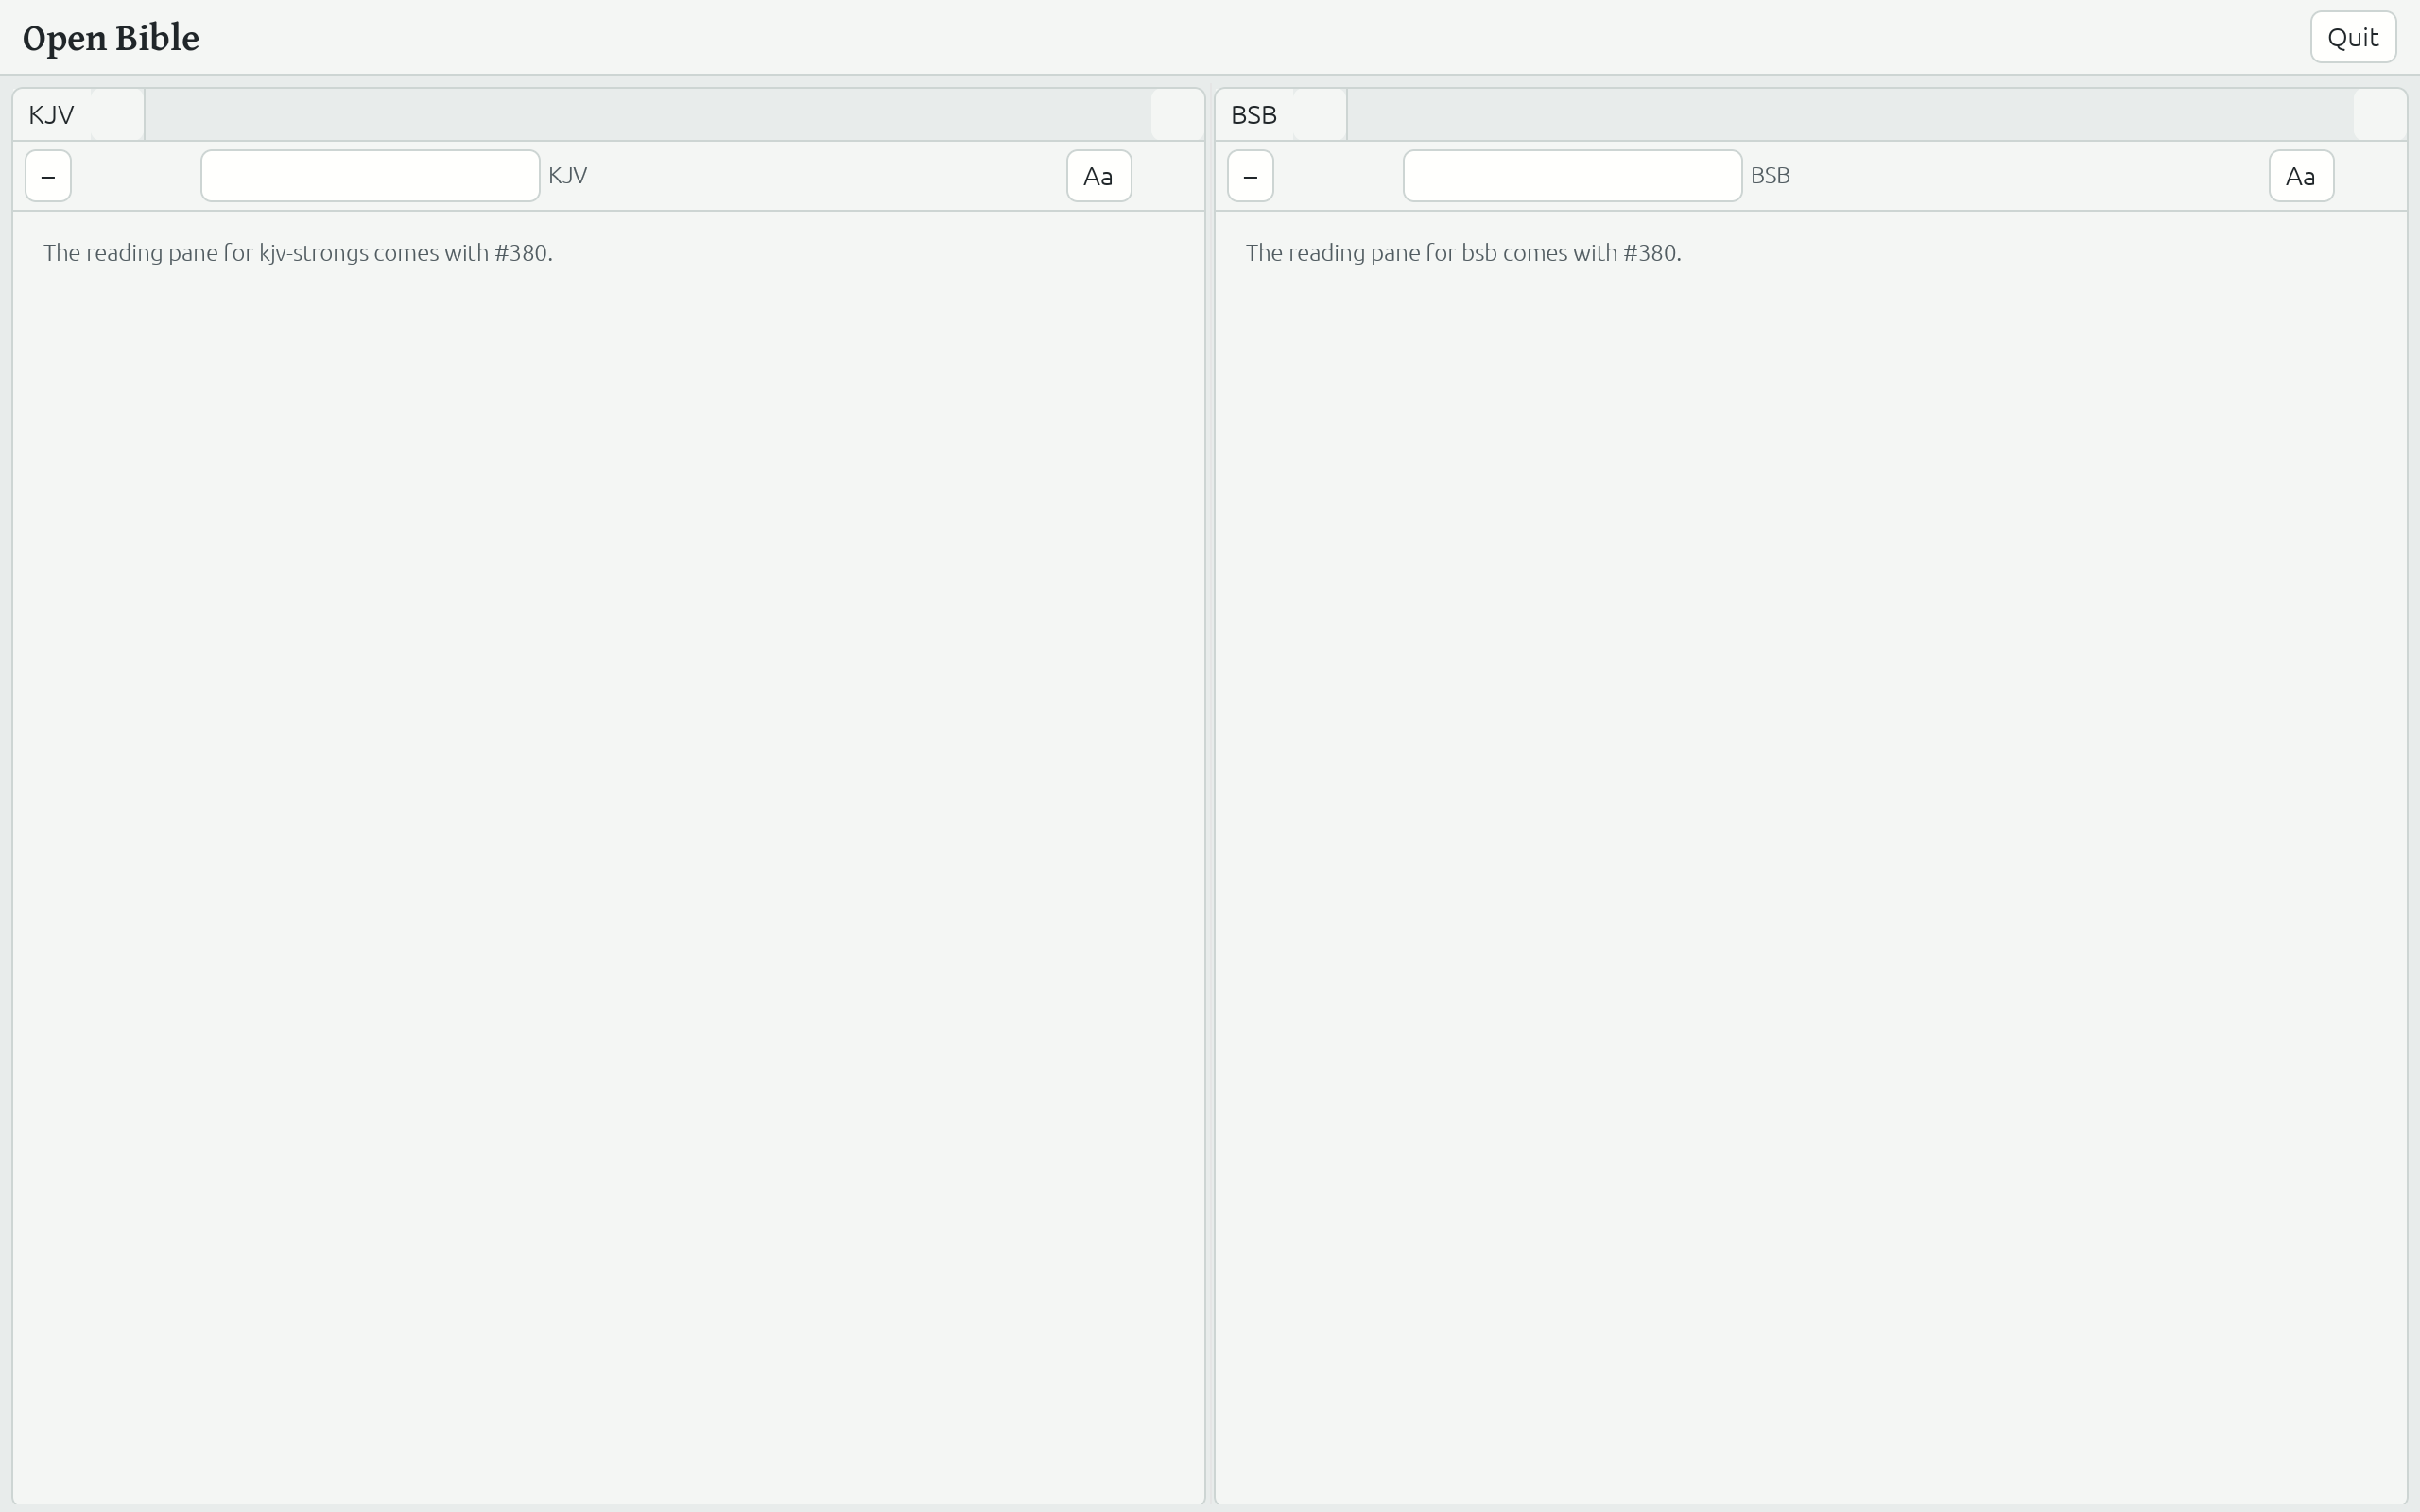 Open Bible
Quit
KJV
BSB
– KJV Aa
– BSB Aa
The reading pane for kjv-strongs comes with #380.
The reading pane for bsb comes with #380.